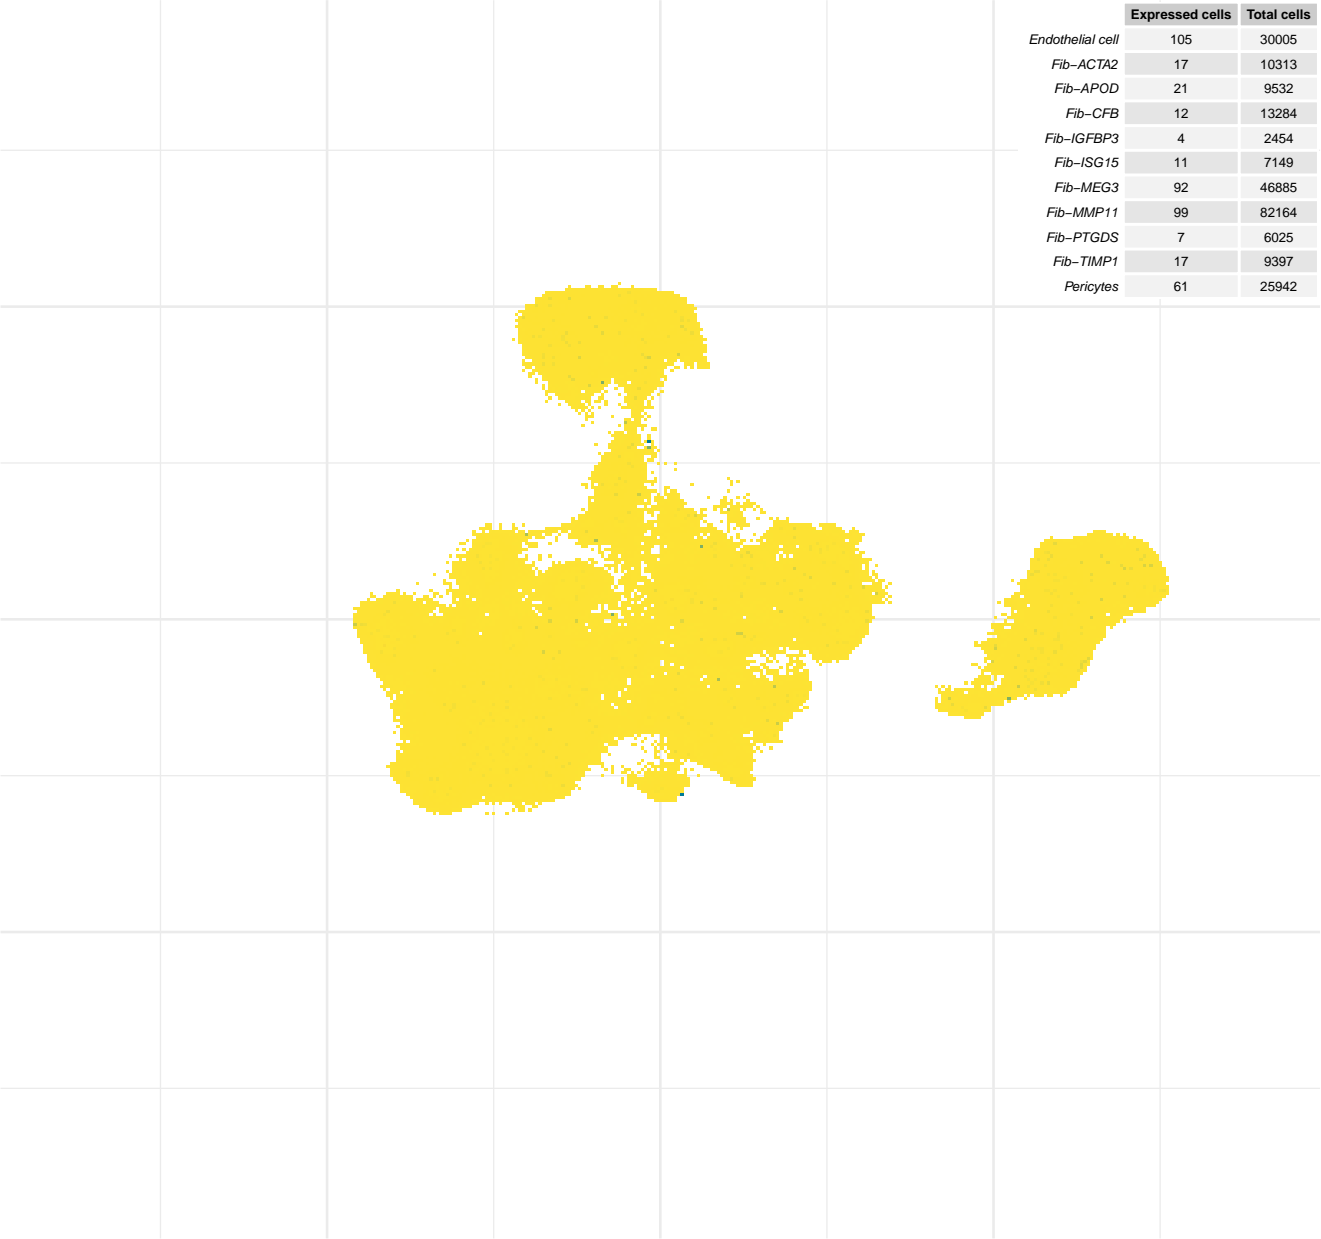 Expressed cells Total cells
Endothelial cell 105 30005
Fib−ACTA2 17 10313
Fib−APOD 21 9532
Fib−CFB 12 13284
Fib−IGFBP3 4 2454
Fib−ISG15 11 7149
Fib−MEG3 92 46885
Fib−MMP11 99 82164
Fib−PTGDS 7 6025
Fib−TIMP1 17 9397
Pericytes 61 25942